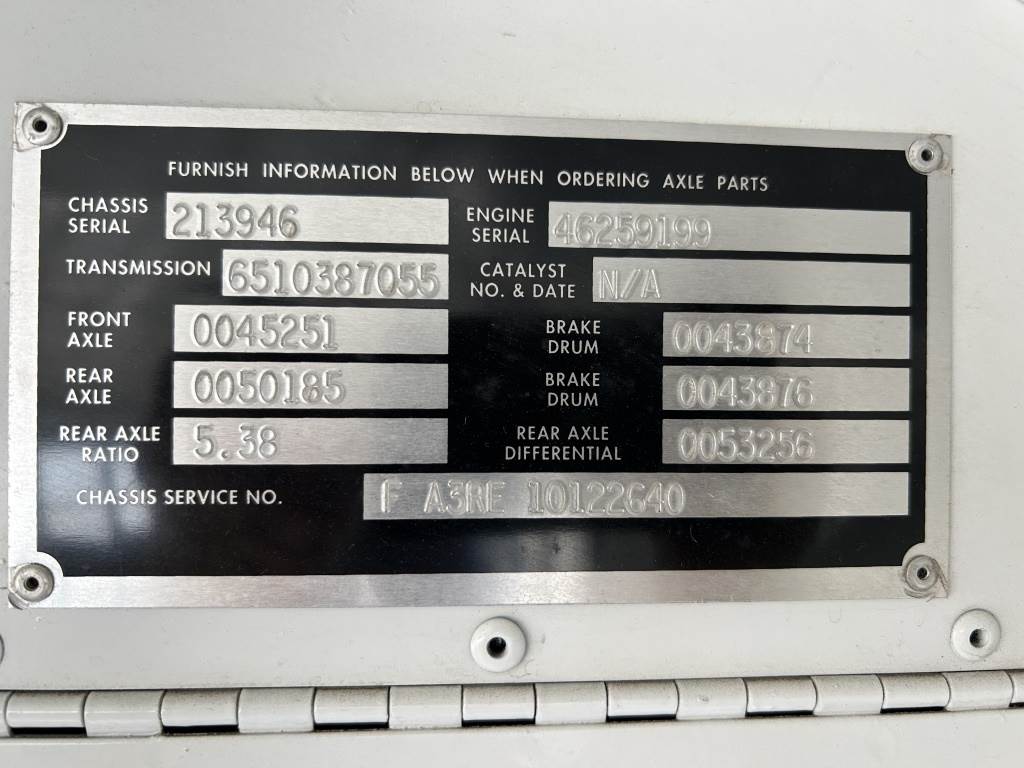 FURNISH INFORMATION BELOW WHEN ORDERING AXLE PARTS
CHASSIS SERIAL 213946 ENGINE SERIAL 46259199
TRANSMISSION 6510387055 CATALYST NO. & DATE N/A
FRONT AXLE 0045251 BRAKE DRUM 0043874
REAR AXLE 0050185 BRAKE DRUM 0043876
REAR AXLE RATIO 5.38 REAR AXLE DIFFERENTIAL 0053256
CHASSIS SERVICE NO. F A3RE 10122640